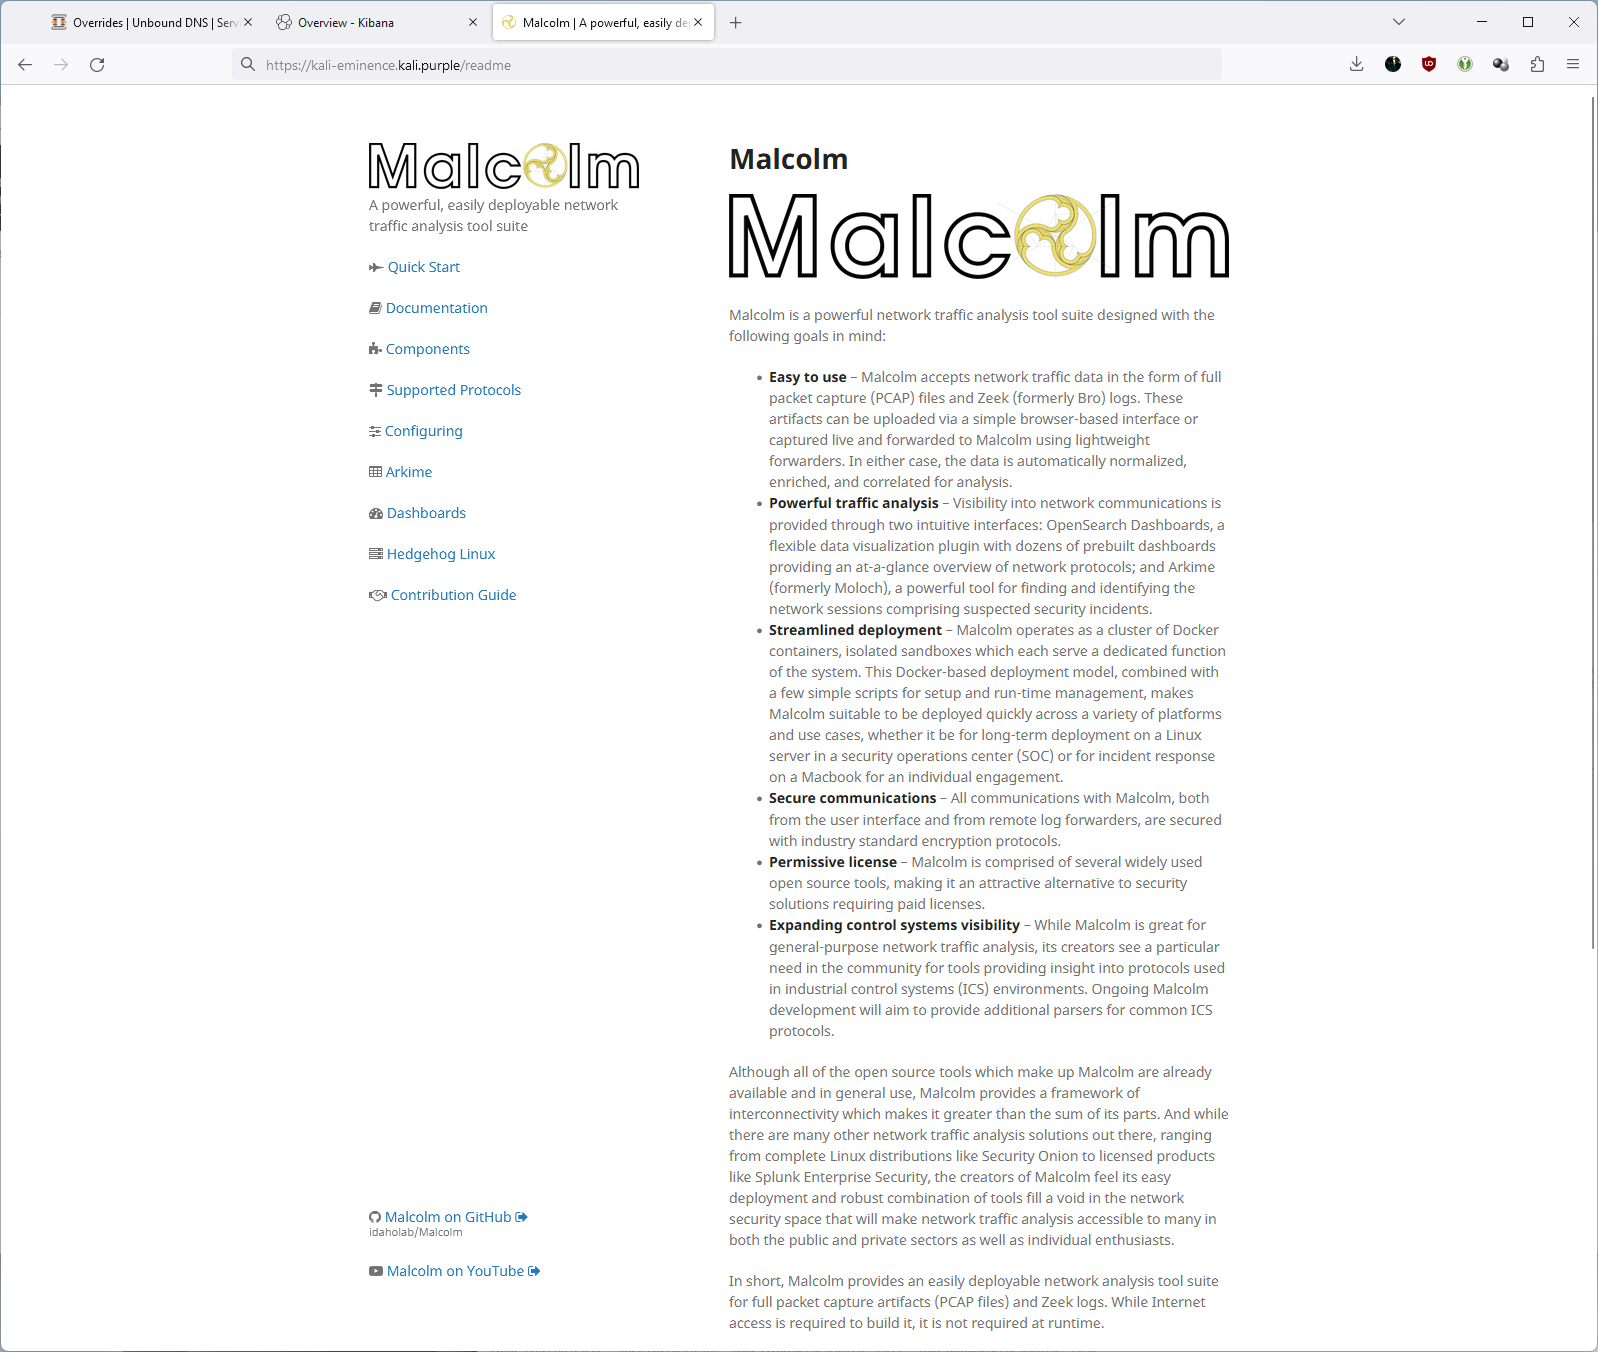 Overrides | Unbound DNS | Serv
Overview - Kibana
Malcolm | A powerful, easily de
https://kali-eminence.kali.purple/readme
Malcolm
A powerful, easily deployable network
traffic analysis tool suite
Quick Start
Documentation
Components
Supported Protocols
Configuring
Arkime
Dashboards
Hedgehog Linux
Contribution Guide
Malcolm on GitHub
idaholab/Malcolm
Malcolm on YouTube
Malcolm
Malcolm
Malcolm is a powerful network traffic analysis tool suite designed with the
following goals in mind:
• Easy to use – Malcolm accepts network traffic data in the form of full
packet capture (PCAP) files and Zeek (formerly Bro) logs. These
artifacts can be uploaded via a simple browser-based interface or
captured live and forwarded to Malcolm using lightweight
forwarders. In either case, the data is automatically normalized,
enriched, and correlated for analysis.
• Powerful traffic analysis – Visibility into network communications is
provided through two intuitive interfaces: OpenSearch Dashboards, a
flexible data visualization plugin with dozens of prebuilt dashboards
providing an at-a-glance overview of network protocols; and Arkime
(formerly Moloch), a powerful tool for finding and identifying the
network sessions comprising suspected security incidents.
• Streamlined deployment – Malcolm operates as a cluster of Docker
containers, isolated sandboxes which each serve a dedicated function
of the system. This Docker-based deployment model, combined with
a few simple scripts for setup and run-time management, makes
Malcolm suitable to be deployed quickly across a variety of platforms
and use cases, whether it be for long-term deployment on a Linux
server in a security operations center (SOC) or for incident response
on a Macbook for an individual engagement.
• Secure communications – All communications with Malcolm, both
from the user interface and from remote log forwarders, are secured
with industry standard encryption protocols.
• Permissive license – Malcolm is comprised of several widely used
open source tools, making it an attractive alternative to security
solutions requiring paid licenses.
• Expanding control systems visibility – While Malcolm is great for
general-purpose network traffic analysis, its creators see a particular
need in the community for tools providing insight into protocols used
in industrial control systems (ICS) environments. Ongoing Malcolm
development will aim to provide additional parsers for common ICS
protocols.
Although all of the open source tools which make up Malcolm are already
available and in general use, Malcolm provides a framework of
interconnectivity which makes it greater than the sum of its parts. And while
there are many other network traffic analysis solutions out there, ranging
from complete Linux distributions like Security Onion to licensed products
like Splunk Enterprise Security, the creators of Malcolm feel its easy
deployment and robust combination of tools fill a void in the network
security space that will make network traffic analysis accessible to many in
both the public and private sectors as well as individual enthusiasts.
In short, Malcolm provides an easily deployable network analysis tool suite
for full packet capture artifacts (PCAP files) and Zeek logs. While Internet
access is required to build it, it is not required at runtime.